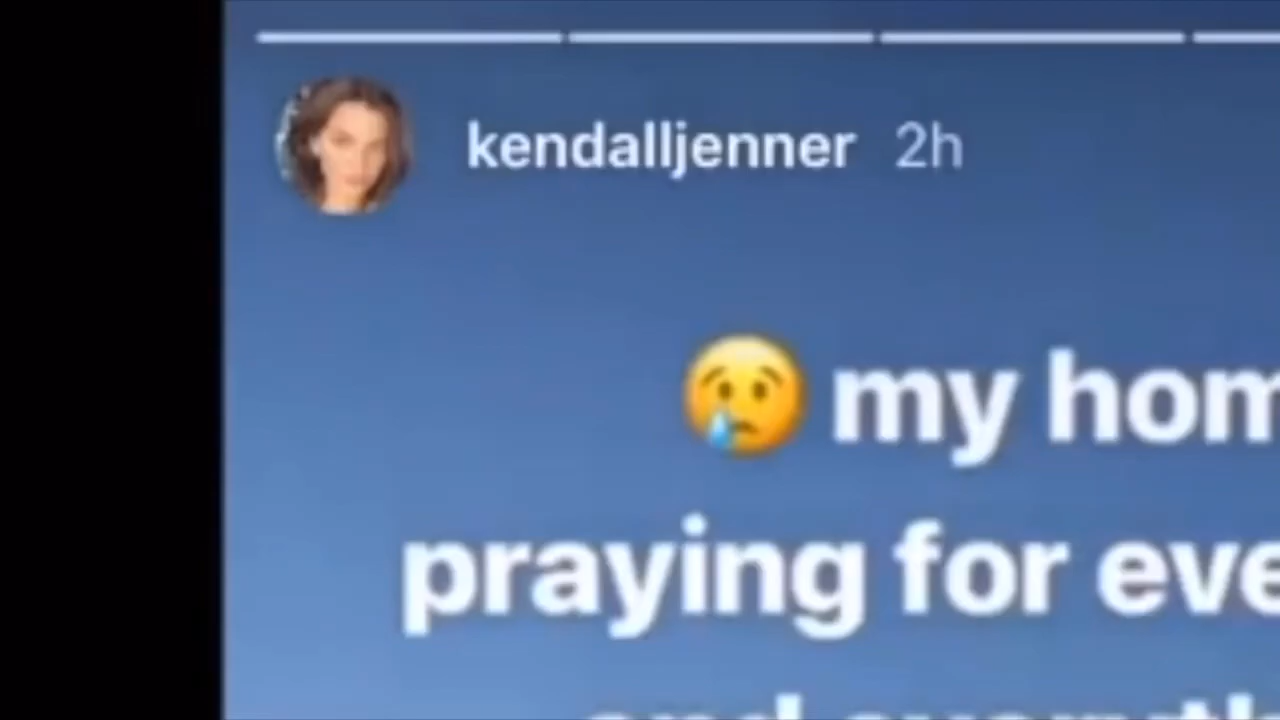 kendalljenner 2h
😢 my hom
praying for eve